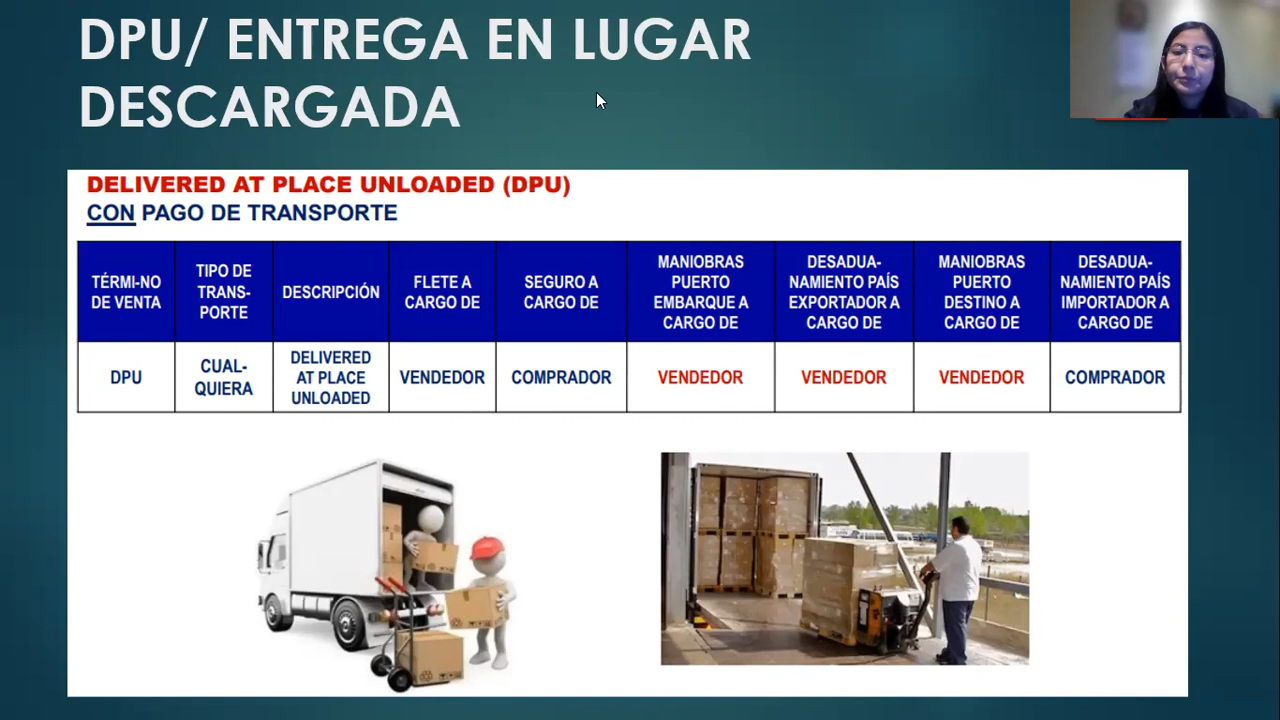 DPU/ ENTREGA EN LUGAR
DESCARGADA
DELIVERED AT PLACE UNLOADED (DPU)
CON PAGO DE TRANSPORTE
TÉRMI-NO
DE VENTA
TIPO DE
TRANS-
PORTE
DESCRIPCIÓN
FLETE A
CARGO DE
SEGURO A
CARGO DE
MANIOBRAS
PUERTO
EMBARQUE A
CARGO DE
DESADUA-
NAMIENTO PAÍS
EXPORTADOR A
CARGO DE
MANIOBRAS
PUERTO
DESTINO A
CARGO DE
DESADUA-
NAMIENTO PAÍS
IMPORTADOR A
CARGO DE
DPU
CUAL-
QUIERA
DELIVERED
AT PLACE
UNLOADED
VENDEDOR
COMPRADOR
VENDEDOR
VENDEDOR
VENDEDOR
COMPRADOR